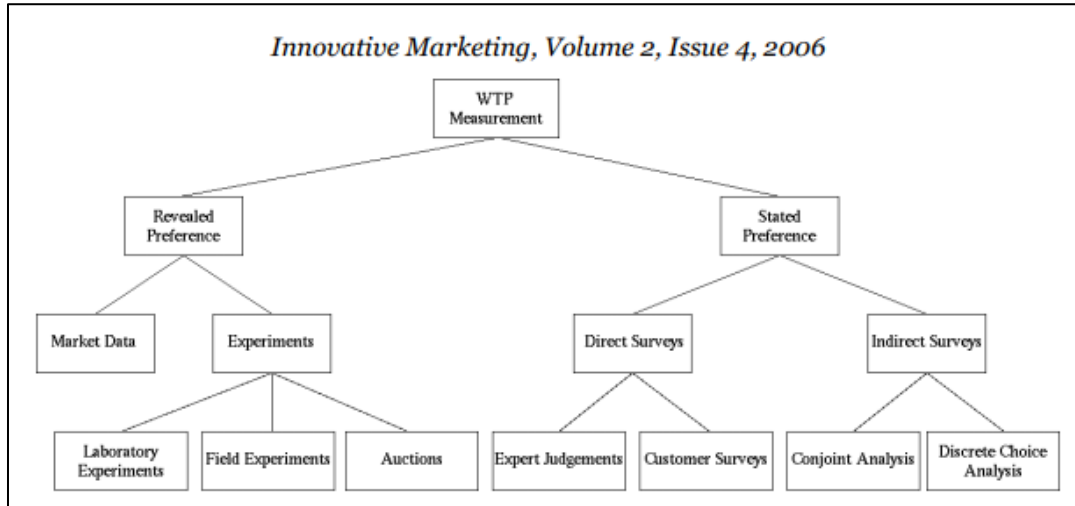 Innovative Marketing, Volume 2, Issue 4, 2006
WTP
Measurement
Revealed
Preference
Stated
Preference
Market Data
Experiments
Direct Surveys
Indirect Surveys
Laboratory
Experiments
Field Experiments
Auctions
Expert Judgements
Customer Surveys
Conjoint Analysis
Discrete Choice
Analysis